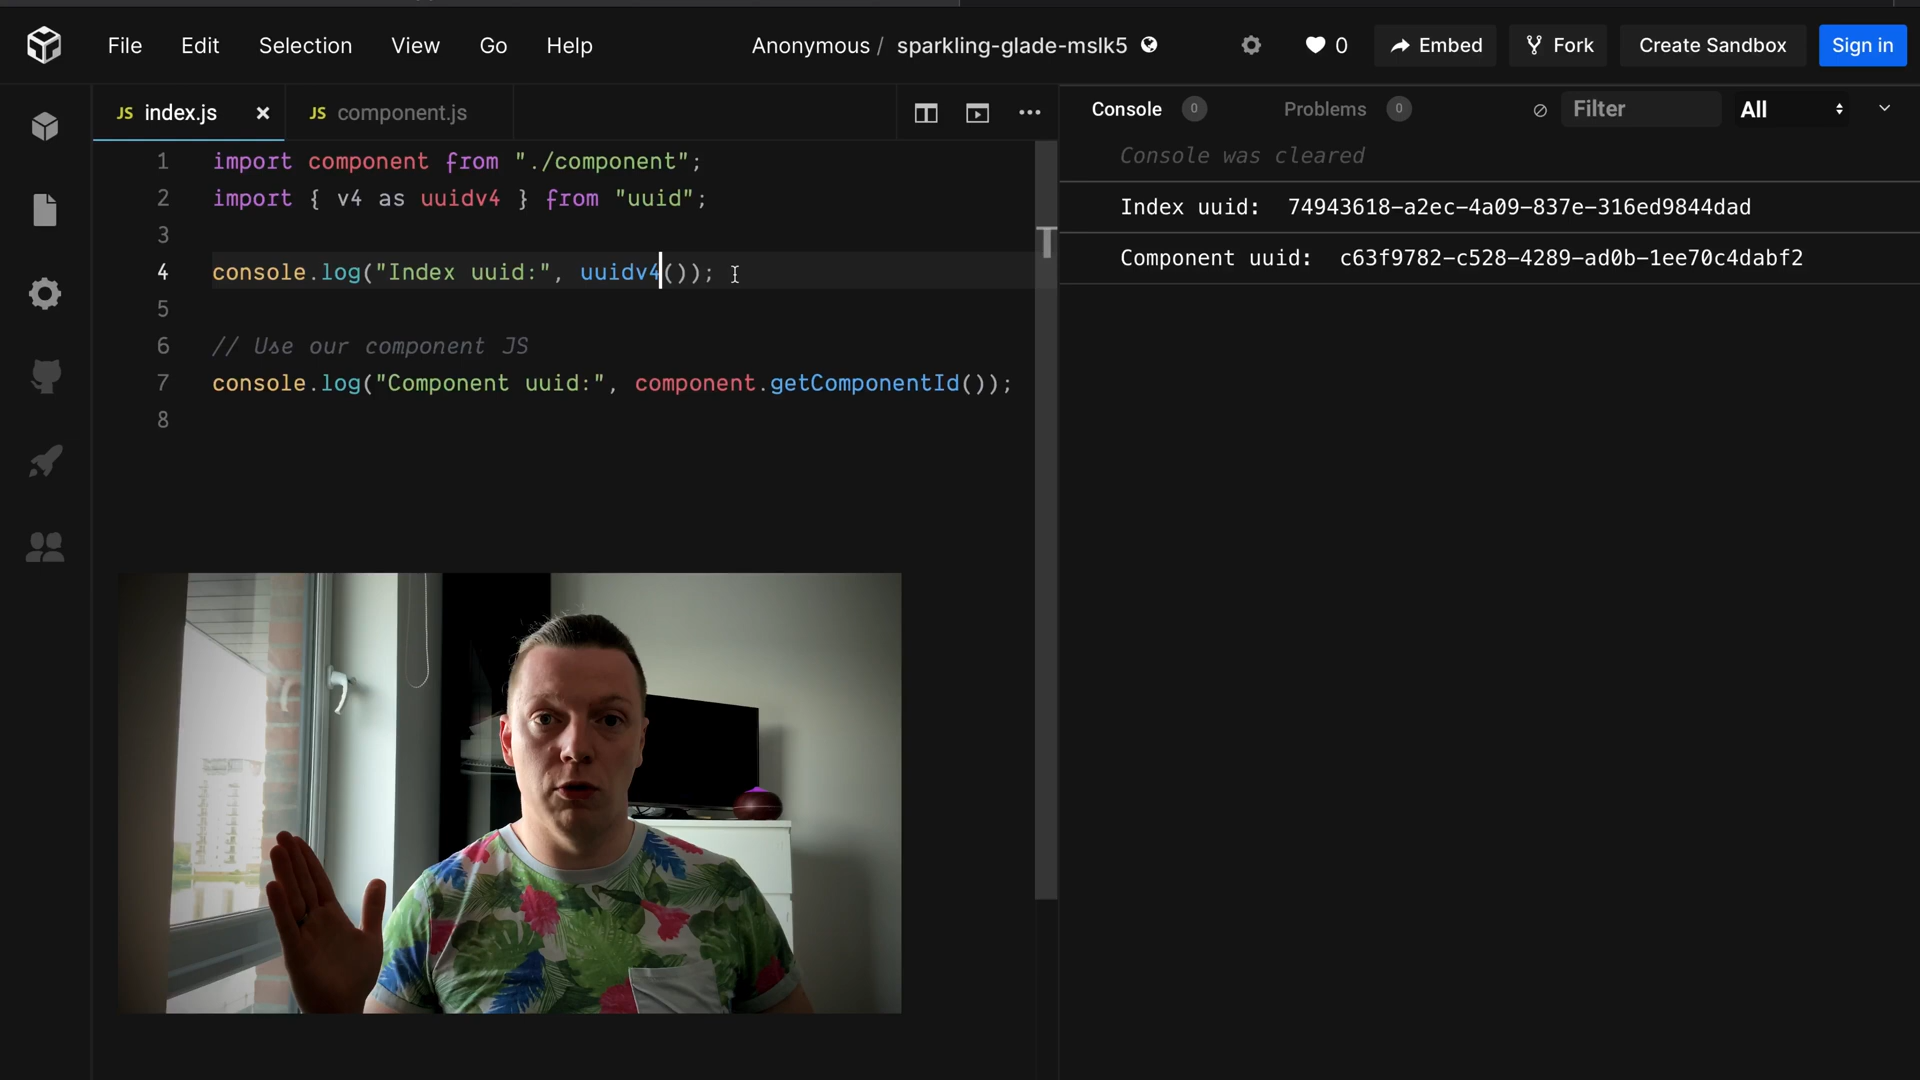 File Edit Selection View Go Help Anonymous / sparkling-glade-mslk5 0 Embed Fork Create Sandbox Sign in
JS index.js JS component.js
1 import component from "./component";
2 import { v4 as uuidv4 } from "uuid";
3
4 console.log("Index uuid:", uuidv4());
5
6 // Use our component JS
7 console.log("Component uuid:", component.getComponentId());
8
Console 0 Problems 0 Filter All
Console was cleared
Index uuid: 74943618-a2ec-4a09-837e-316ed9844dad
Component uuid: c63f9782-c528-4289-ad0b-1ee70c4dabf2